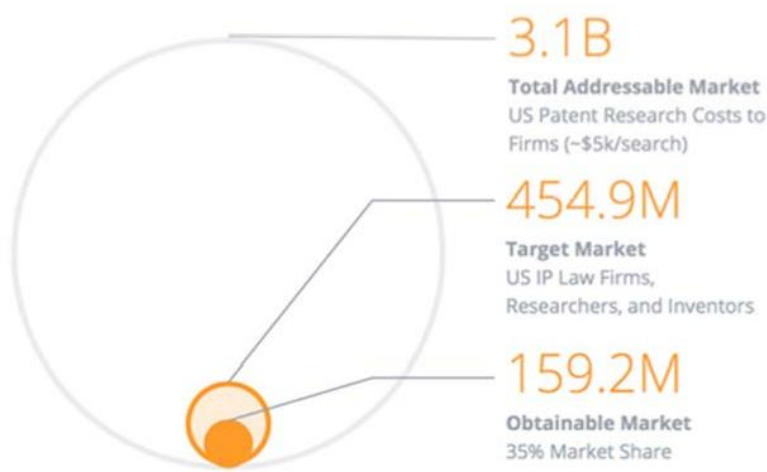 3.1B
Total Addressable Market
US Patent Research Costs to
Firms (~$5k/search)
454.9M
Target Market
US IP Law Firms,
Researchers, and Inventors
159.2M
Obtainable Market
35% Market Share